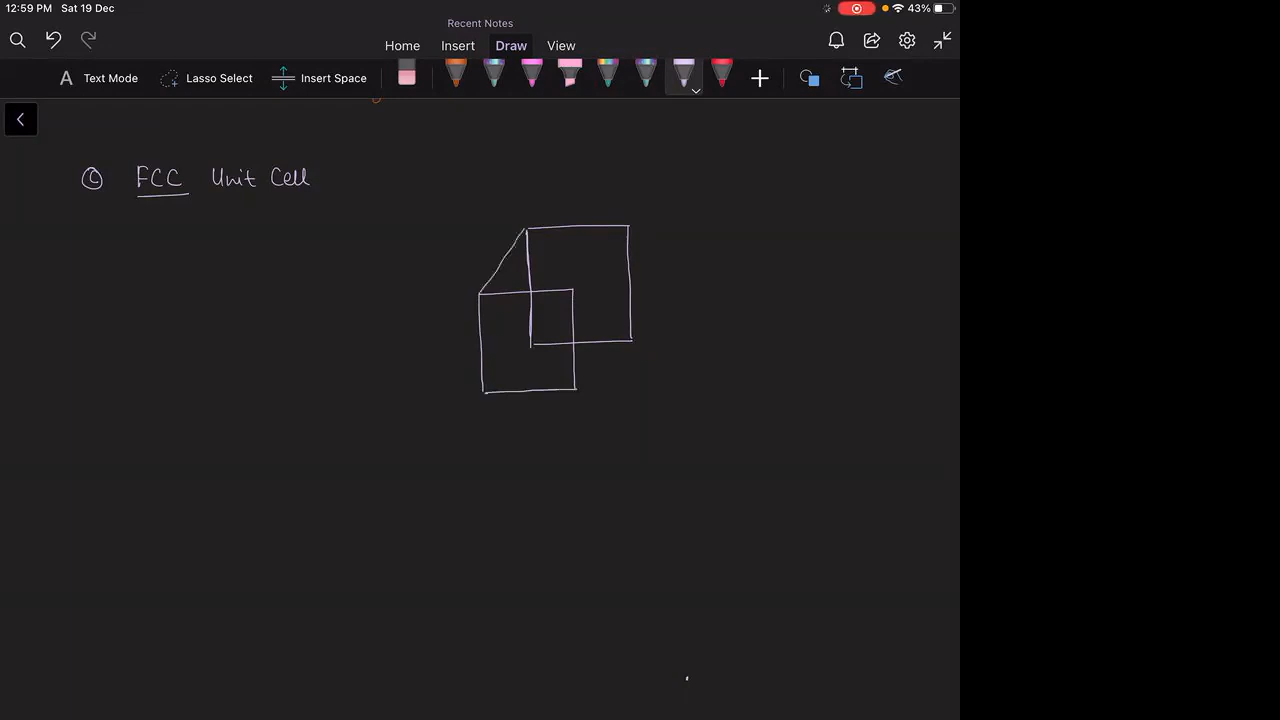 12:59 PM Sat 19 Dec 43%
Recent Notes
Home Insert Draw View
A Text Mode Lasso Select Insert Space
© FCC Unit Cell